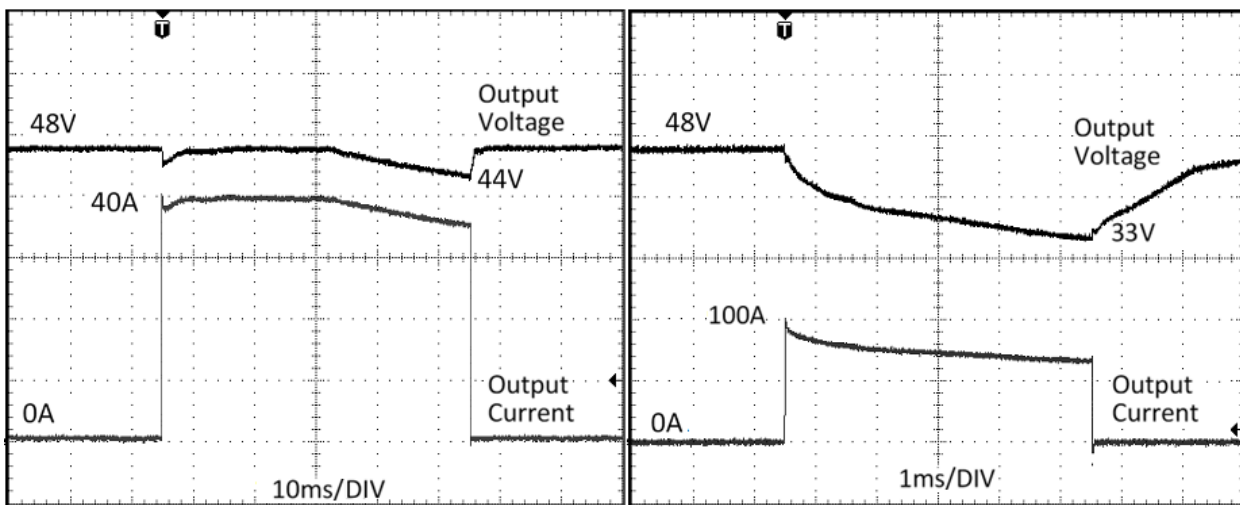 T
48V
Output
Voltage
44V
40A
0A
Output
Current
10ms/DIV
T
48V
Output
Voltage
33V
100A
0A
Output
Current
1ms/DIV